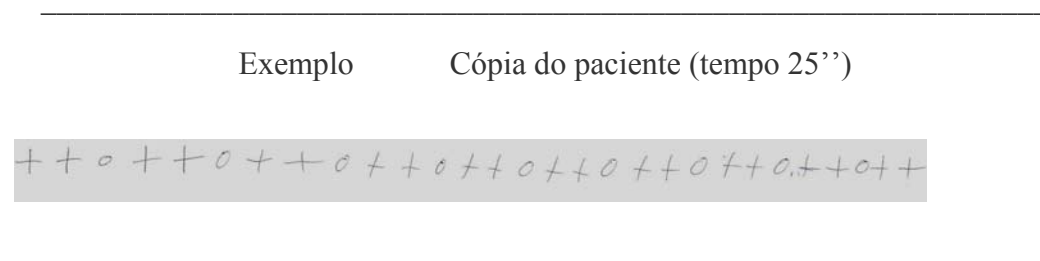 Exemplo Cópia do paciente (tempo 25’’)
+ + o + + o + + o + + o + + o + + o + + o + + o + + o + +